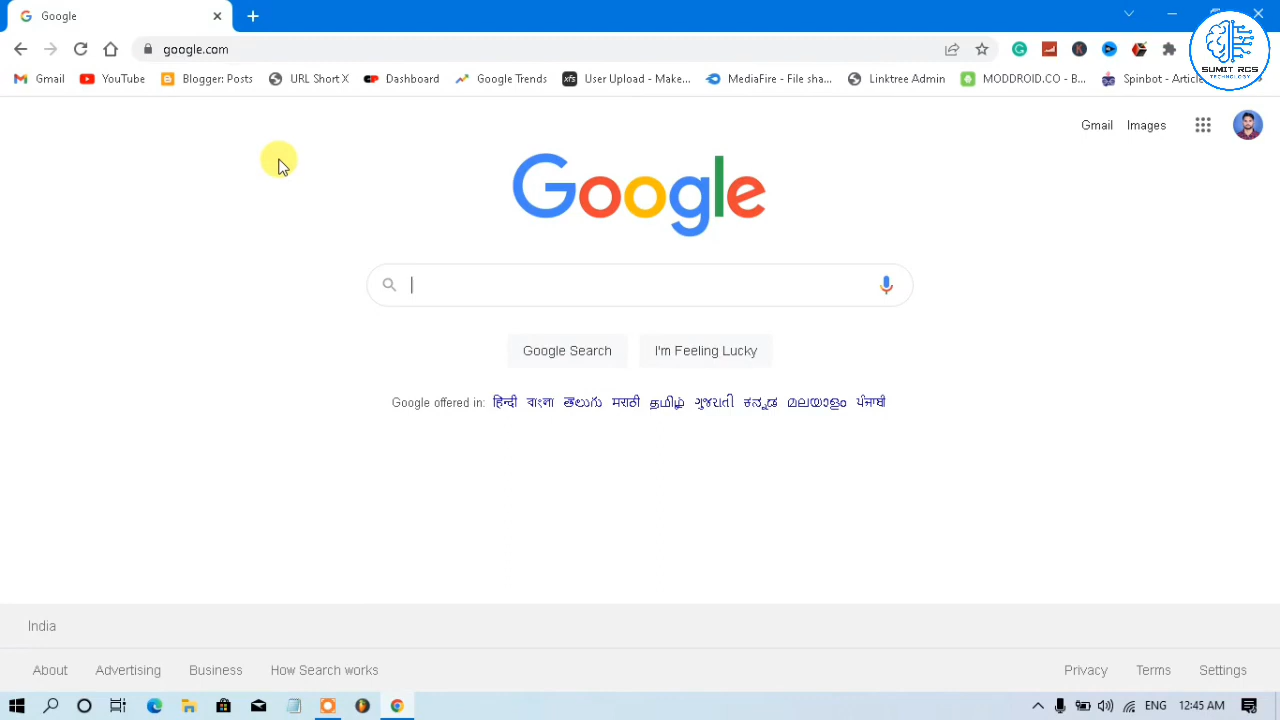 Google
google.com
Gmail YouTube Blogger: Posts URL Short X Dashboard Google Trends User Upload - Make... MediaFire - File sha... Linktree Admin MODDROID.CO - B... Spinbot - Article
SUMIT RGS
TECHNOLOGY
Gmail Images
Google
Google Search I'm Feeling Lucky
Google offered in: हिन्दी বাংলা తెలుగు मराठी தமிழ் ગુજરાતી ಕನ್ನಡ മലയാളം ਪੰਜਾਬੀ
India
About Advertising Business How Search works Privacy Terms Settings
ENG 12:45 AM